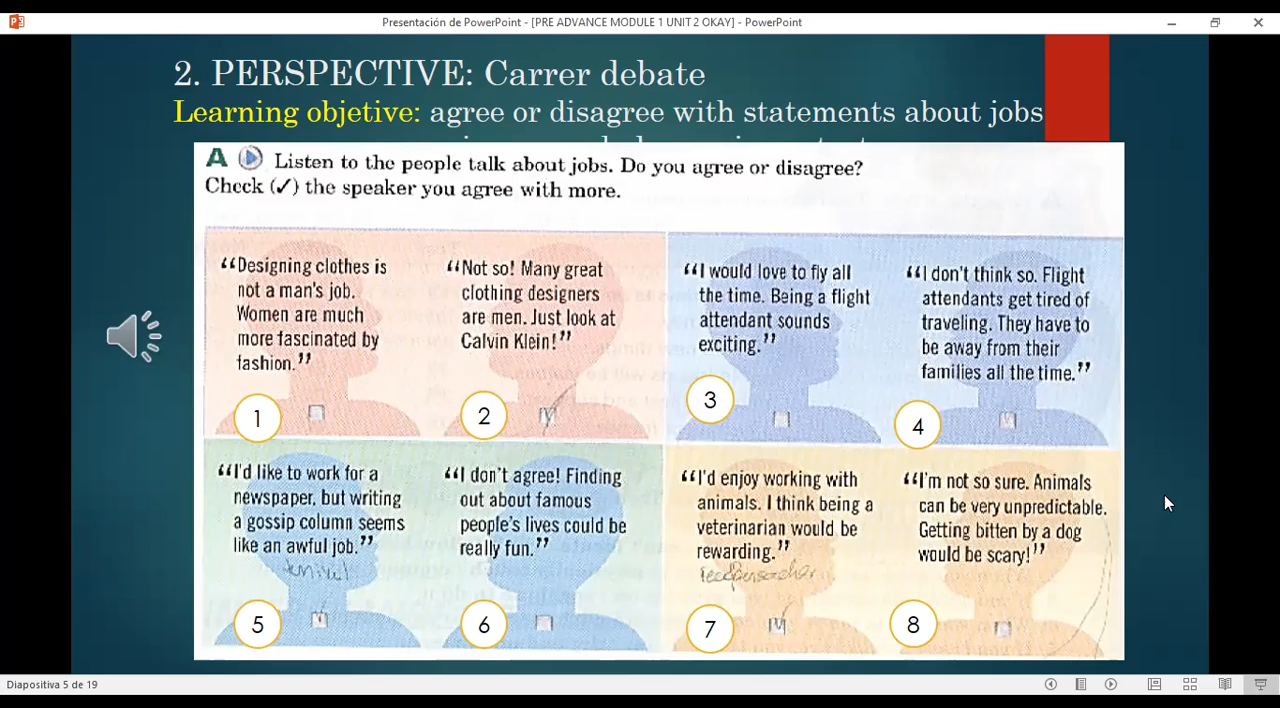 Presentación de PowerPoint - [PRE ADVANCE MODULE 1 UNIT 2 OKAY] - PowerPoint
2. PERSPECTIVE: Carrer debate
Learning objetive: agree or disagree with statements about jobs
A Listen to the people talk about jobs. Do you agree or disagree?
Check (✓) the speaker you agree with more.
“Designing clothes is
not a man's job.
Women are much
more fascinated by
fashion.”
1
“Not so! Many great
clothing designers
are men. Just look at
Calvin Klein!”
2
“I would love to fly all
the time. Being a flight
attendant sounds
exciting.”
3
“I don't think so. Flight
attendants get tired of
traveling. They have to
be away from their
families all the time.”
4
“I'd like to work for a
newspaper, but writing
a gossip column seems
like an awful job.”
5
“I don't agree! Finding
out about famous
people's lives could be
really fun.”
6
“I'd enjoy working with
animals. I think being a
veterinarian would be
rewarding.”
7
“I'm not so sure. Animals
can be very unpredictable.
Getting bitten by a dog
would be scary!”
8
Diapositiva 5 de 19